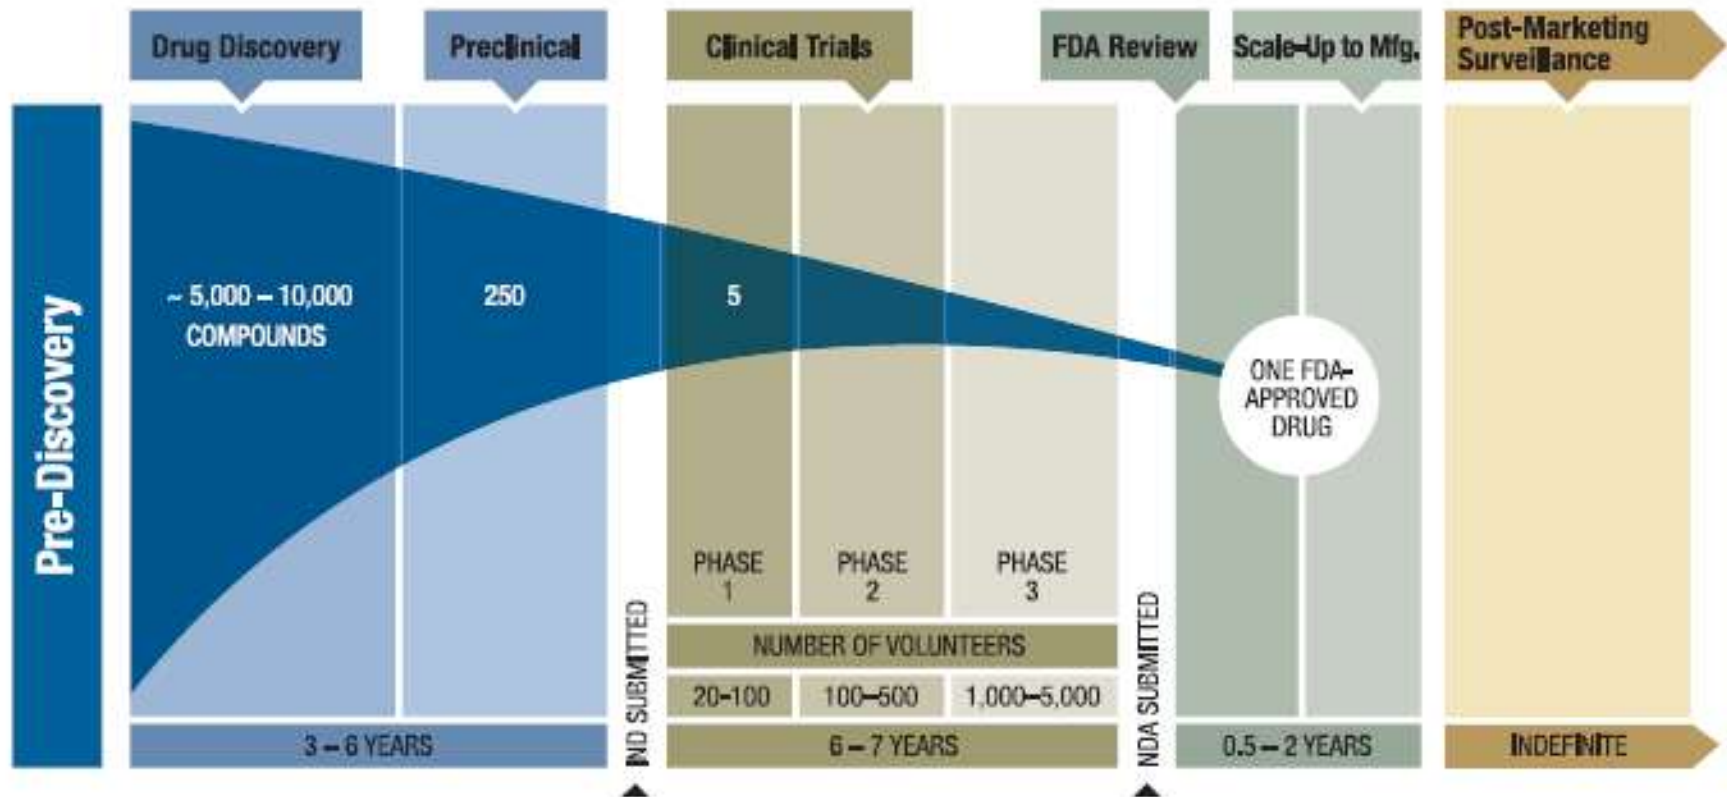 Drug Discovery
Preclinical
Clinical Trials
FDA Review
Scale-Up to Mfg.
Post-Marketing
Surveillance
Pre-Discovery
~ 5,000 – 10,000
COMPOUNDS
250
5
ONE FDA-
APPROVED
DRUG
PHASE
1
PHASE
2
PHASE
3
IND SUBMITTED
NUMBER OF VOLUNTEERS
NDA SUBMITTED
20–100
100–500
1,000–5,000
3 – 6 YEARS
6 – 7 YEARS
0.5 – 2 YEARS
INDEFINITE